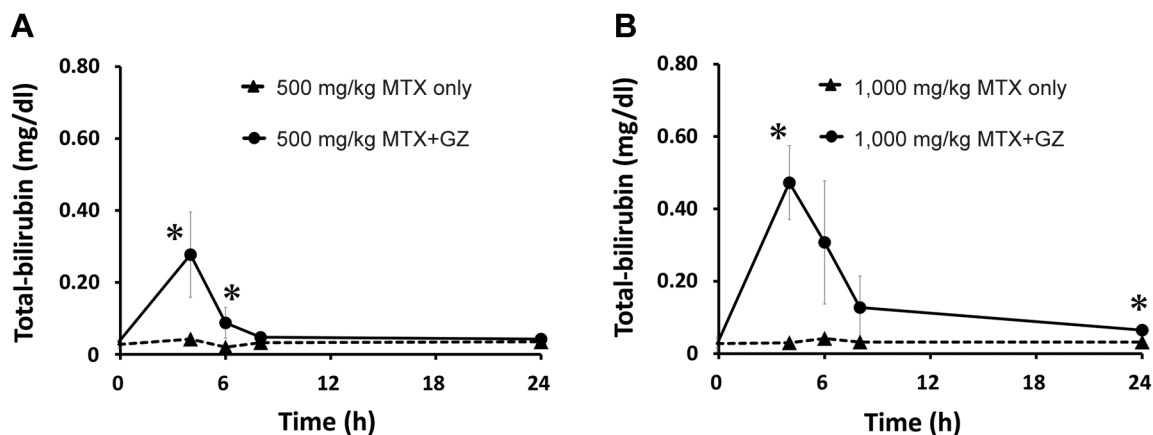 A
Total-bilirubin (mg/dl)
0.80
0.60
0.40
0.20
0
500 mg/kg MTX only
500 mg/kg MTX+GZ
*
*
0 6 12 18 24
Time (h)
B
Total-bilirubin (mg/dl)
0.80
0.60
0.40
0.20
0
1,000 mg/kg MTX only
1,000 mg/kg MTX+GZ
*
*
0 6 12 18 24
Time (h)